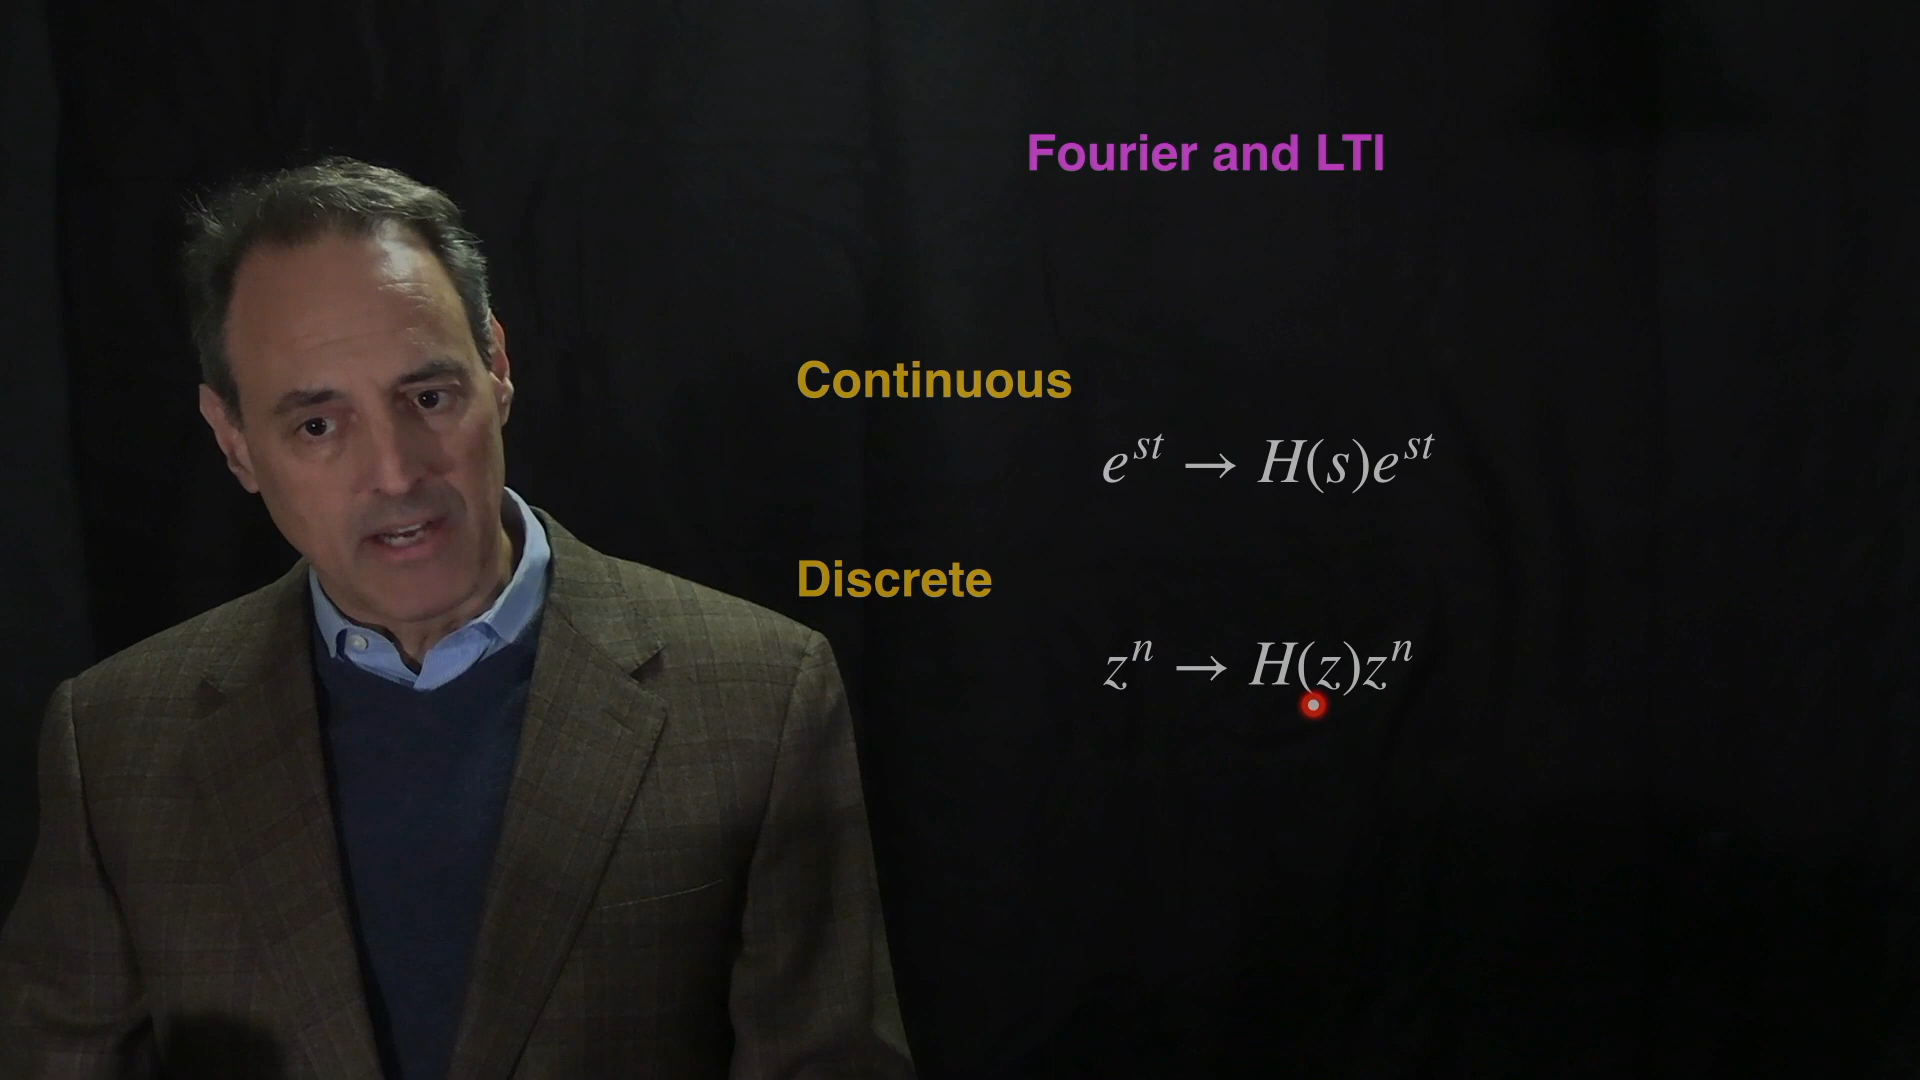 Fourier and LTI
Continuous
e^{st} → H(s)e^{st}
Discrete
z^n → H(z)z^n